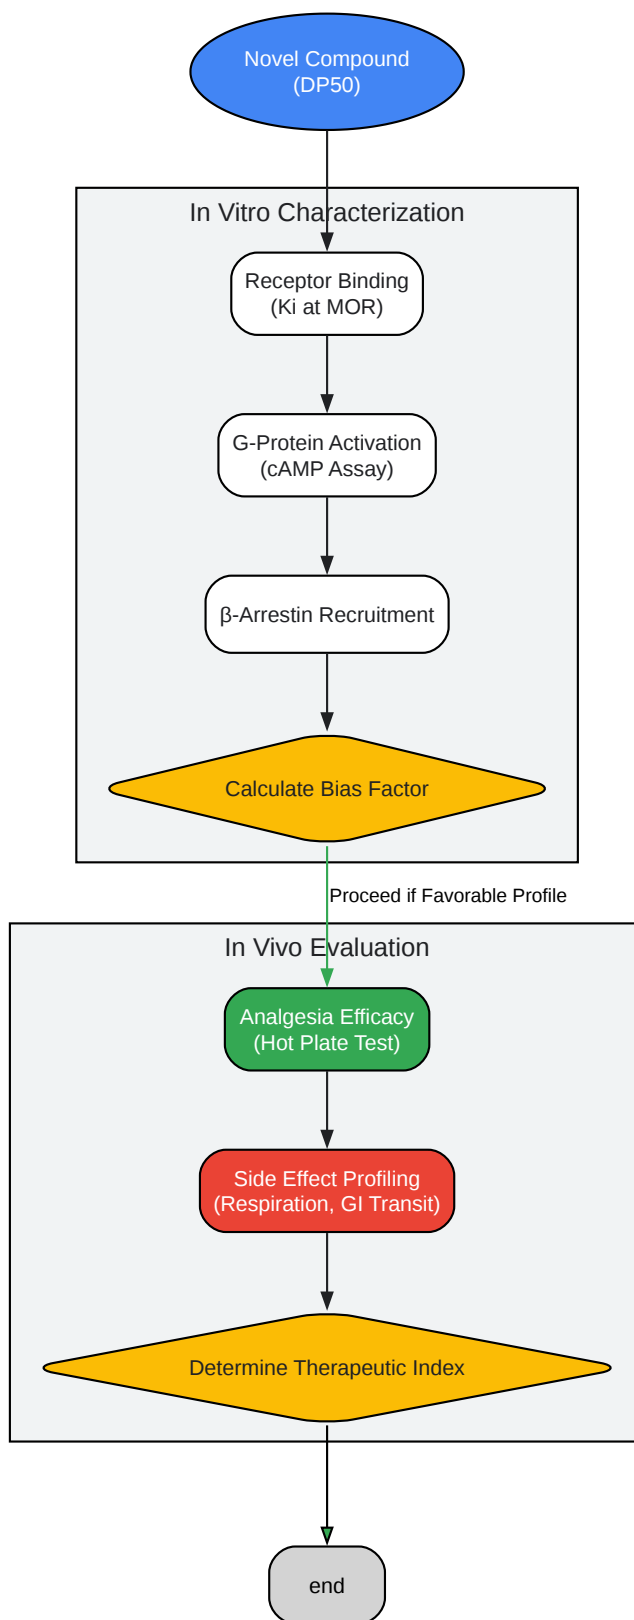 Novel Compound
(DP50)
In Vitro Characterization
Receptor Binding
(Ki at MOR)
G-Protein Activation
(cAMP Assay)
β-Arrestin Recruitment
Calculate Bias Factor
Proceed if Favorable Profile
In Vivo Evaluation
Analgesia Efficacy
(Hot Plate Test)
Side Effect Profiling
(Respiration, GI Transit)
Determine Therapeutic Index
end